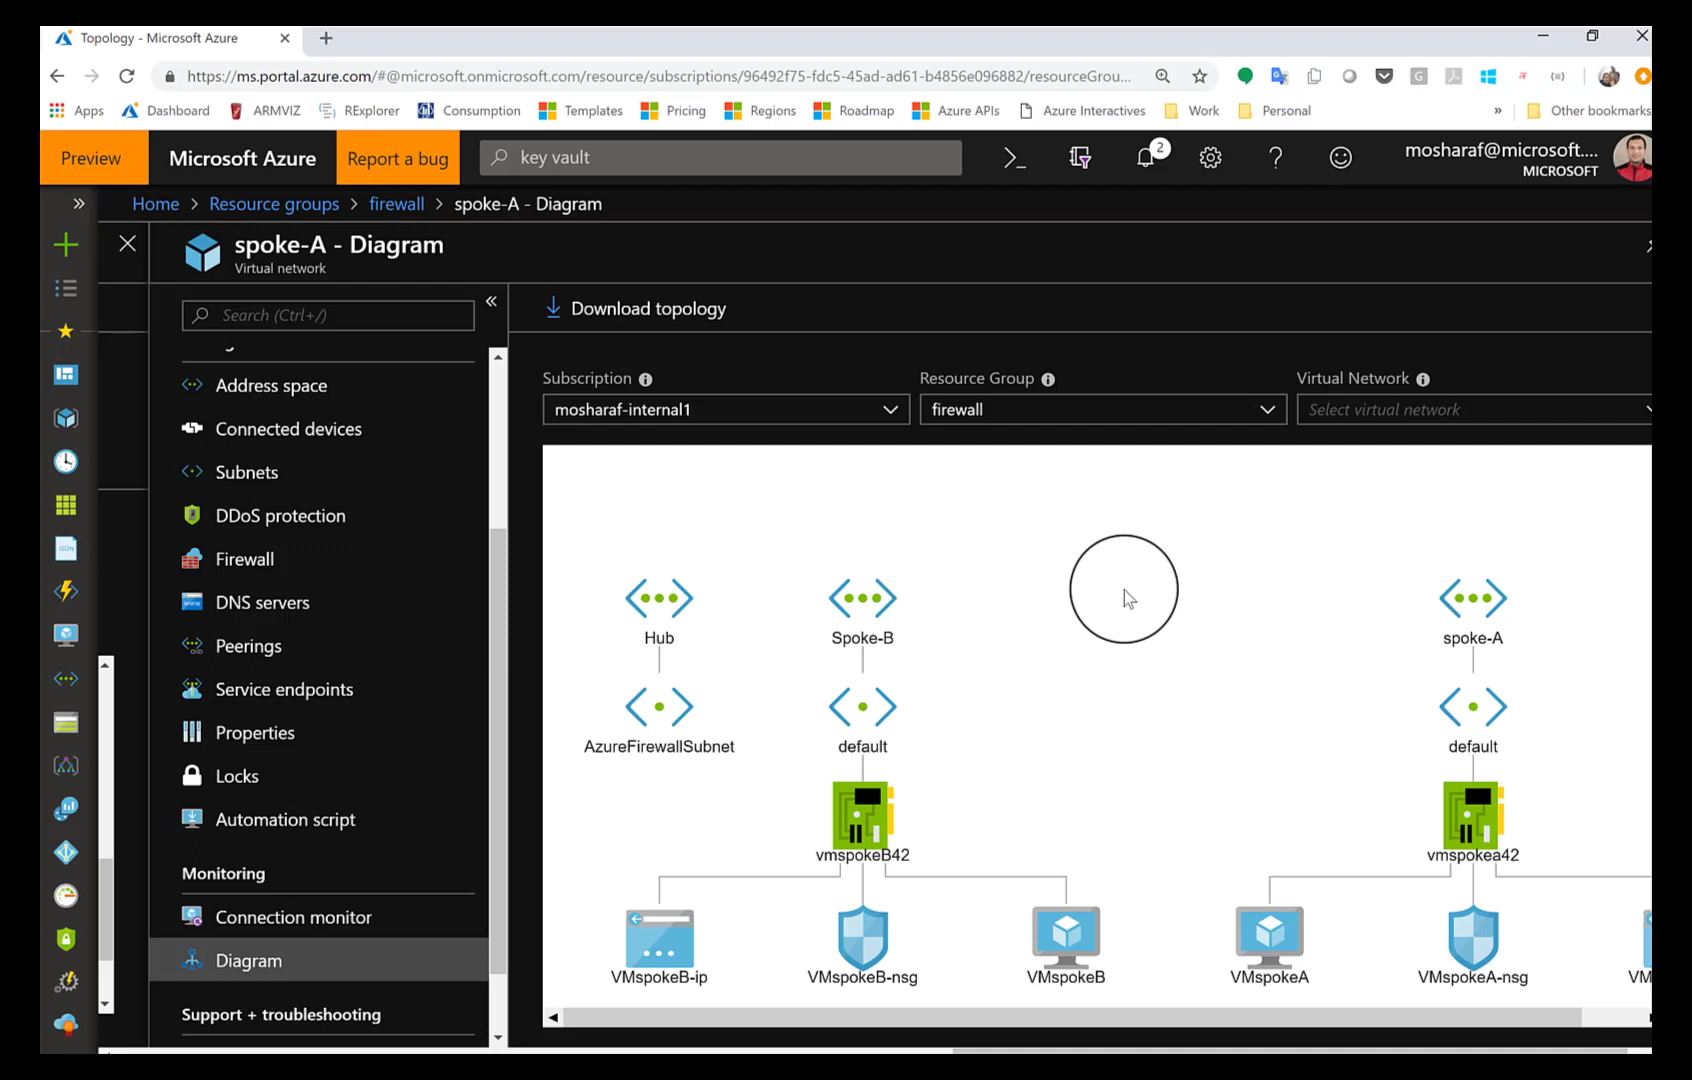 Topology - Microsoft Azure
https://ms.portal.azure.com/#@microsoft.onmicrosoft.com/resource/subscriptions/96492f75-fdc5-45ad-ad61-b4856e096882/resourceGrou...
Apps Dashboard ARMVIZ RExplorer Consumption Templates Pricing Regions Roadmap Azure APIs Azure Interactives Work Personal » Other bookmarks
Preview Microsoft Azure Report a bug key vault 2 mosharaf@microsoft....
MICROSOFT
Home > Resource groups > firewall > spoke-A - Diagram
spoke-A - Diagram
Virtual network
Search (Ctrl+/)
Download topology
Subscription Resource Group Virtual Network
mosharaf-internal1 firewall Select virtual network
Address space
Connected devices
Subnets
DDoS protection
Firewall
DNS servers
Peerings
Service endpoints
Properties
Locks
Automation script
Monitoring
Connection monitor
Diagram
Support + troubleshooting
Hub Spoke-B spoke-A
AzureFirewallSubnet default default
vmspokeB42 vmspokea42
VMspokeB-ip VMspokeB-nsg VMspokeB VMspokeA VMspokeA-nsg VM